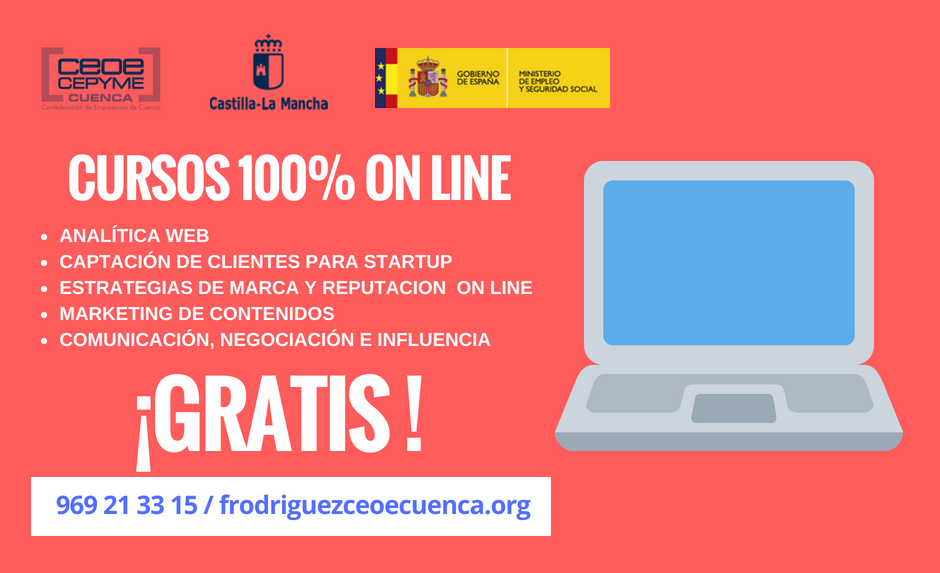 ceoe
CEPYME
CUENCA
Confederación de Empresarios de Cuenca
Castilla-La Mancha
GOBIERNO
DE ESPAÑA
MINISTERIO
DE EMPLEO
Y SEGURIDAD SOCIAL
CURSOS 100% ON LINE
• ANALÍTICA WEB
• CAPTACIÓN DE CLIENTES PARA STARTUP
• ESTRATEGIAS DE MARCA Y REPUTACION ON LINE
• MARKETING DE CONTENIDOS
• COMUNICACIÓN, NEGOCIACIÓN E INFLUENCIA
¡GRATIS !
969 21 33 15 / frodriguezceoecuenca.org